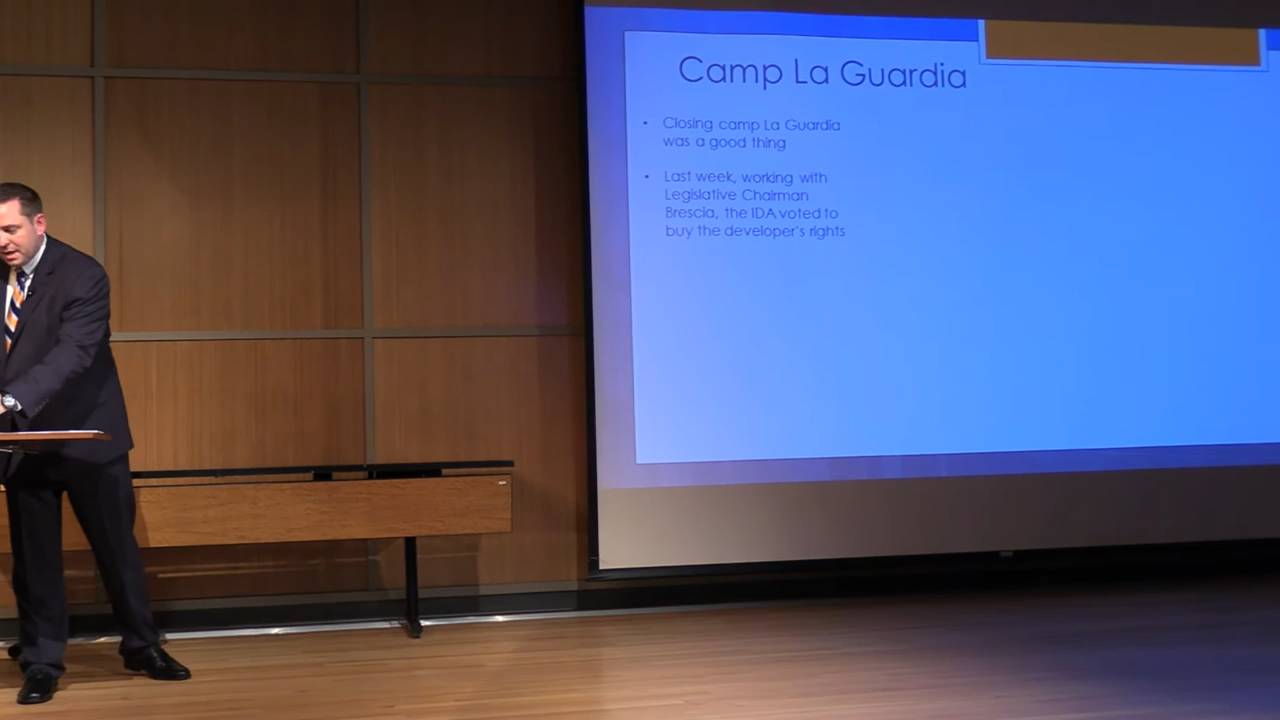 Camp La Guardia
• Closing camp La Guardia
was a good thing
• Last week, working with
Legislative Chairman
Brescia, the IDA voted to
buy the developer's rights